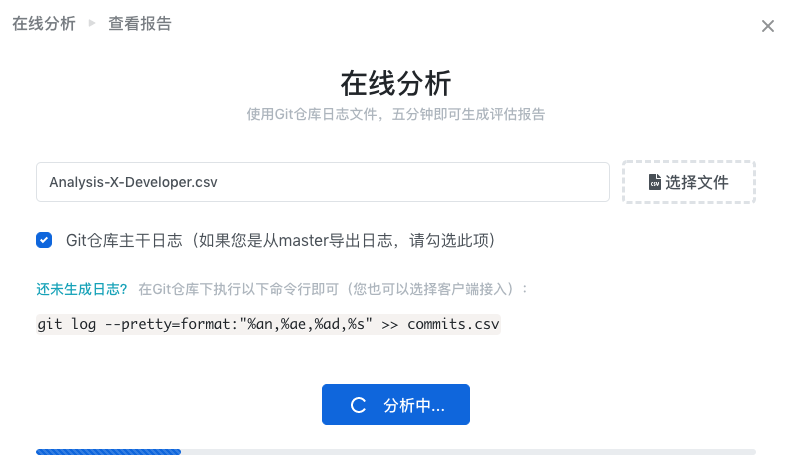 在线分析 ▸ 查看报告
在线分析
使用Git仓库日志文件，五分钟即可生成评估报告
Analysis-X-Developer.csv
选择文件
Git仓库主干日志（如果您是从master导出日志，请勾选此项）
还未生成日志? 在Git仓库下执行以下命令行即可（您也可以选择客户端接入）：
git log --pretty=format:"%an,%ae,%ad,%s" >> commits.csv
分析中...